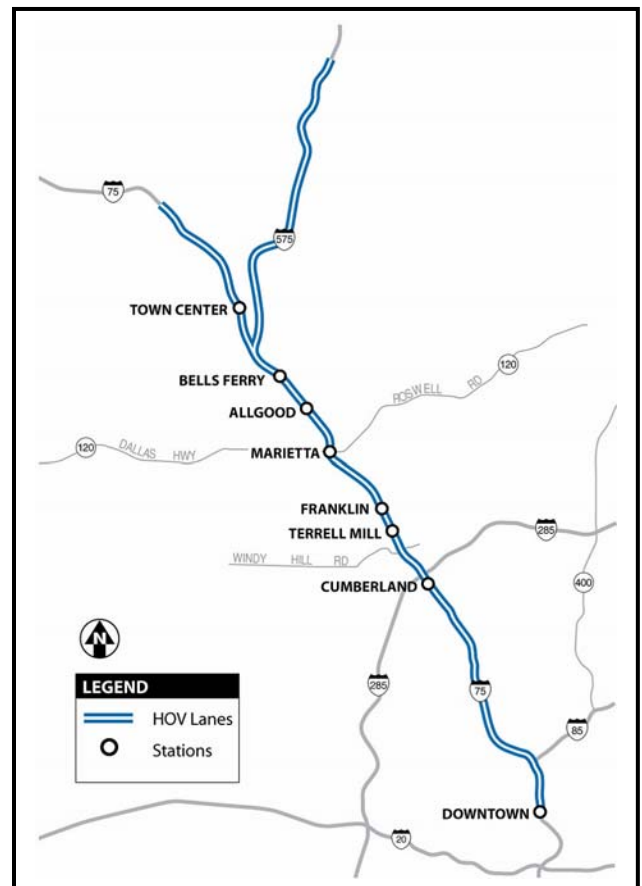 75
575
TOWN CENTER
BELLS FERRY
ALLGOOD
ROSWELL RD
120
120
DALLAS HWY
MARIETTA
FRANKLIN
TERRELL MILL
285
WINDY HILL RD
CUMBERLAND
400
N
LEGEND
HOV Lanes
Stations
285
75
85
DOWNTOWN
20